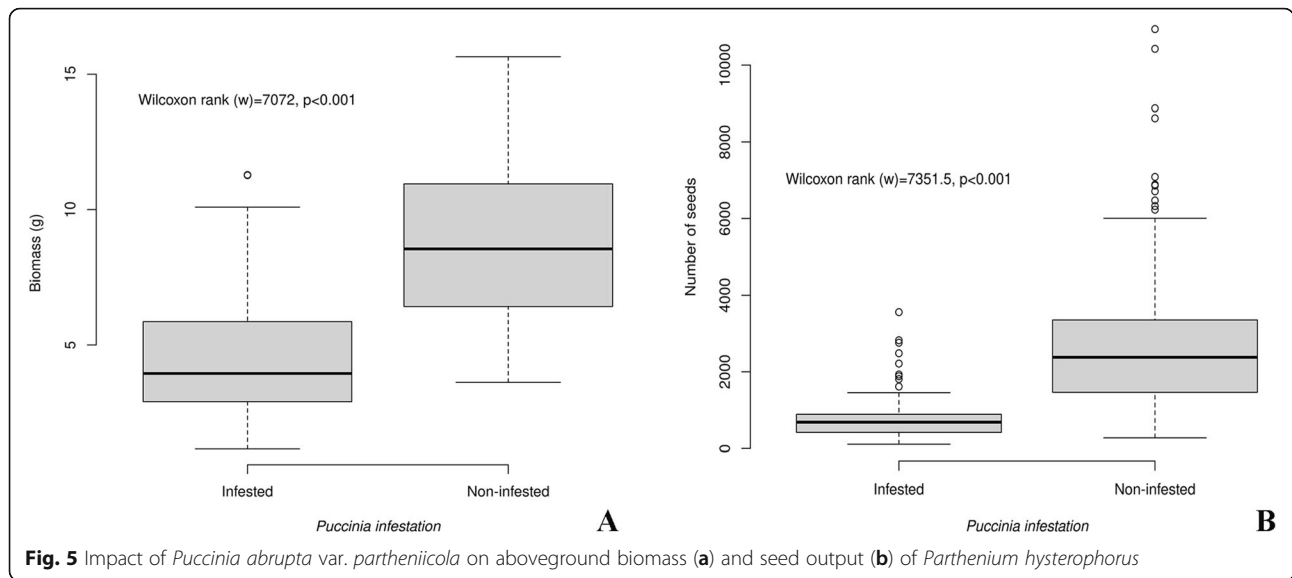 Wilcoxon rank (w)=7072, p<0.001
Biomass (g)
15
10
5
Infested
Non-infested
Puccinia infestation
A
Wilcoxon rank (w)=7351.5, p<0.001
Number of seeds
10000
8000
6000
4000
2000
0
Infested
Non-infested
Puccinia infestation
B
Fig. 5 Impact of Puccinia abrupta var. partheniicola on aboveground biomass (a) and seed output (b) of Parthenium hysterophorus